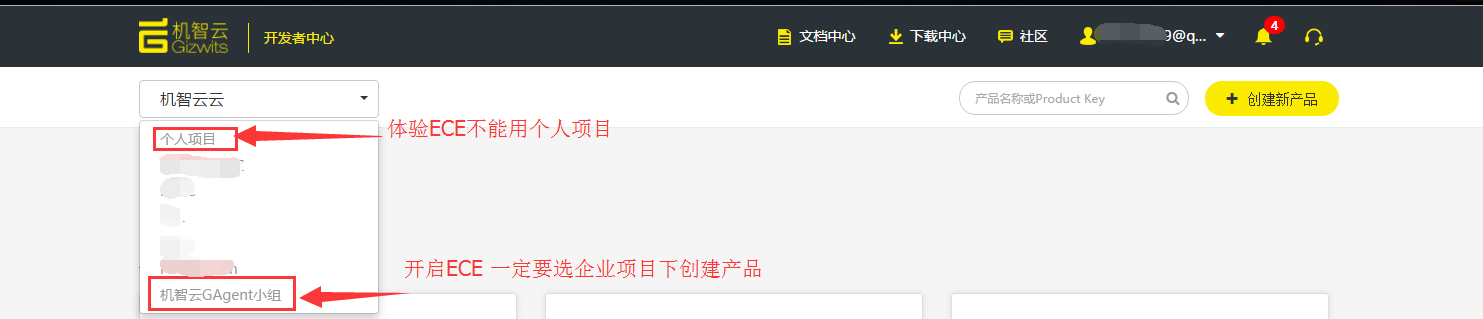 机智云
Gizwits
开发者中心
文档中心
下载中心
社区
9@q...
4
机智云云
产品名称或Product Key
创建新产品
个人项目
体验ECE不能用个人项目
开启ECE 一定要选企业项目下创建产品
机智云GAgent小组